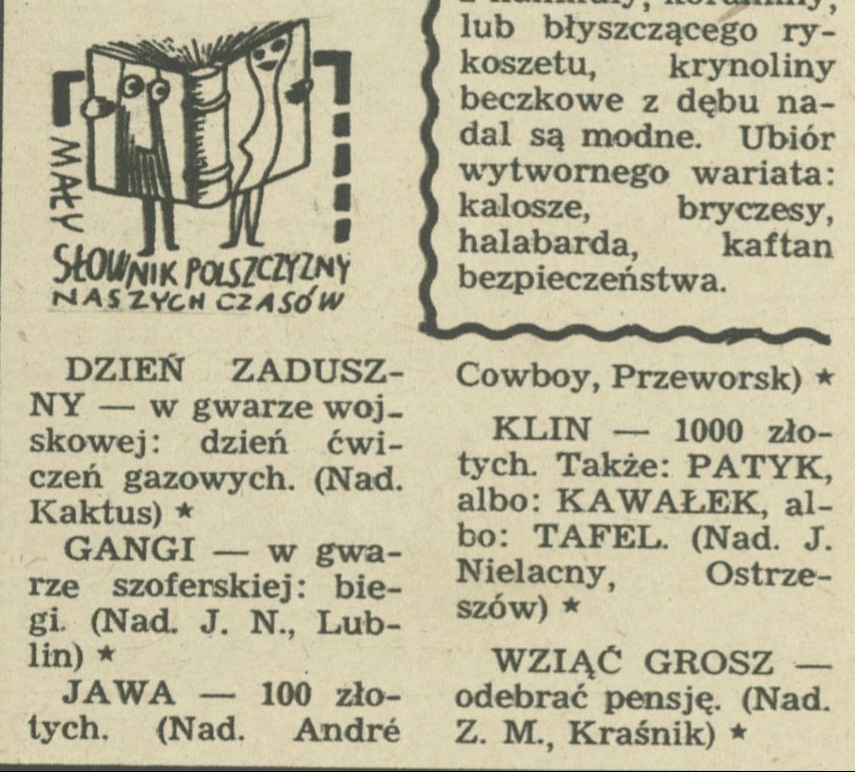 MAŁY
SŁOWNIK POLSZCZYZNY
NASZYCH CZASÓW
DZIEŃ ZADUSZ-
NY — w gwarze woj-
skowej: dzień ćwi-
czeń gazowych. (Nad.
Kaktus) ★
GANGI — w gwa-
rze szoferskiej: bie-
gi. (Nad. J. N., Lub-
lin) ★
JAWA — 100 zło-
tych. (Nad. André
lub błyszczącego ry-
koszetu, krynoliny
beczkowe z dębu na-
dal są modne. Ubiór
wytwornego wariata:
kalosze, bryczesy,
halabarda, kaftan
bezpieczeństwa.
Cowboy, Przeworsk) ★
KLIN — 1000 zło-
tych. Także: PATYK,
albo: KAWAŁEK, al-
bo: TAFEL. (Nad. J.
Nielacny, Ostrze-
szów) ★
WZIĄĆ GROSZ —
odebrać pensję. (Nad.
Z. M., Kraśnik) ★